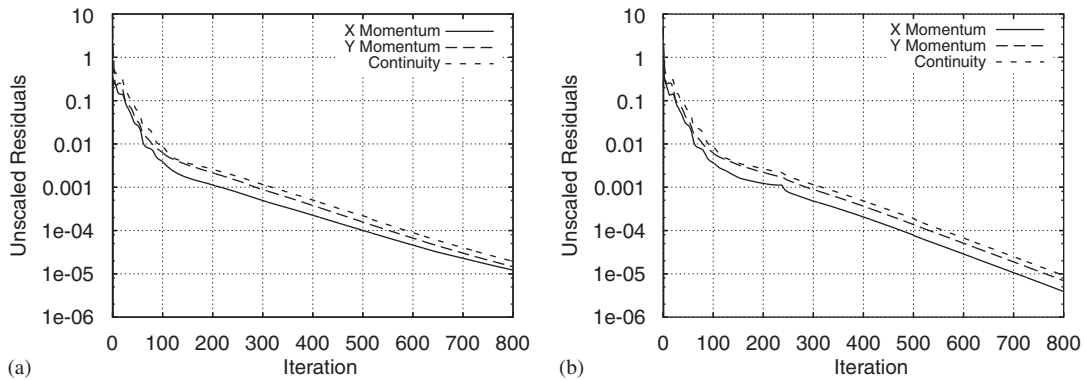 X Momentum
Y Momentum
Continuity
1
0.1
0.01
0.001
1e-04
1e-05
1e-06
Unscaled Residuals
0 100 200 300 400 500 600 700 800
Iteration
(a)
X Momentum
Y Momentum
Continuity
1
0.1
0.01
0.001
1e-04
1e-05
1e-06
Unscaled Residuals
0 100 200 300 400 500 600 700 800
Iteration
(b)